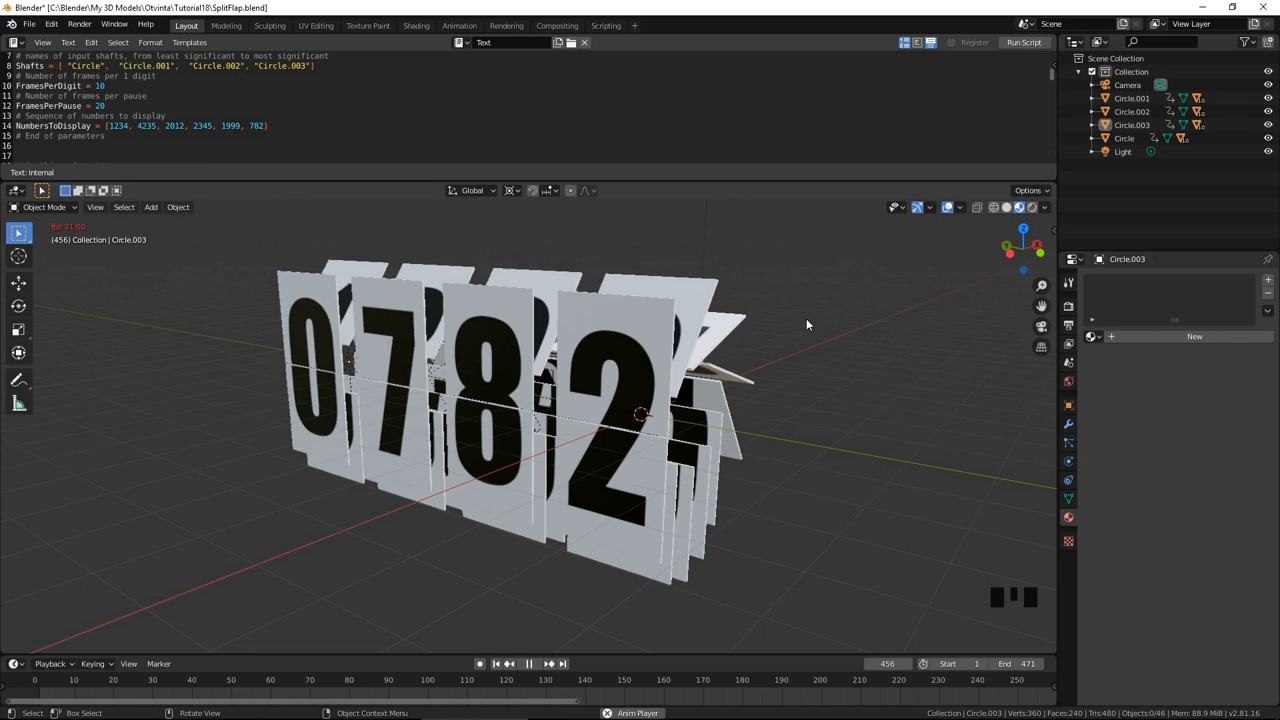 Blender* [C:\Blender\My 3D Models\Otvinta\Tutorial18\SplitFlap.blend]
File Edit Render Window Help Layout Modeling Sculpting UV Editing Texture Paint Shading Animation Rendering Compositing Scripting + Scene View Layer
View Text Edit Select Format Templates Text Register Run Script
7 # names of input shafts, from least significant to most significant
8 Shafts = [ "Circle", "Circle.001", "Circle.002", "Circle.003"]
9 # Number of frames per 1 digit
10 FramesPerDigit = 10
11 # Number of frames per pause
12 FramesPerPause = 20
13 # Sequence of numbers to display
14 NumbersToDisplay = [1234, 4235, 2012, 2345, 1999, 782]
15 # End of parameters
16
17
Text: Internal
Scene Collection
Collection
Camera
Circle.001
Circle.002
Circle.003
Circle
Light
Global Options
Object Mode View Select Add Object
fps: 21.00
(456) Collection | Circle.003
Z
Y
X
0 7 8 2
Circle.003
New
Playback Keying View Marker 456 Start 1 End 471
0 10 20 30 40 50 60 70 80 90 100 110 120 130 140 150 160 170 180 190 200 210 220 230 240 250
Select Box Select Rotate View Object Context Menu Anim Player Collection | Circle.003 | Verts:360 | Faces:240 | Tris:480 | Objects:0/46 | Mem: 88.9 MiB | v2.81.16